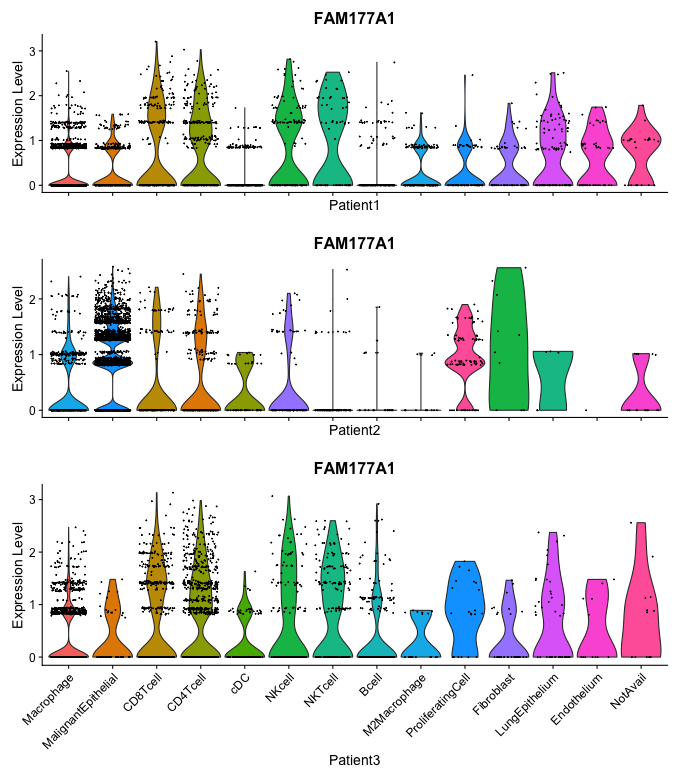 FAM177A1
Expression Level
3
2
1
0
Patient1
FAM177A1
Expression Level
2
1
0
Patient2
FAM177A1
Expression Level
3
2
1
0
Macrophage
MalignantEpithelial
CD8Tcell
CD4Tcell
cDC
NKcell
NKTcell
Bcell
M2Macrophage
ProliferatingCell
Fibroblast
LungEpithelium
Endothelium
NotAvail
Patient3